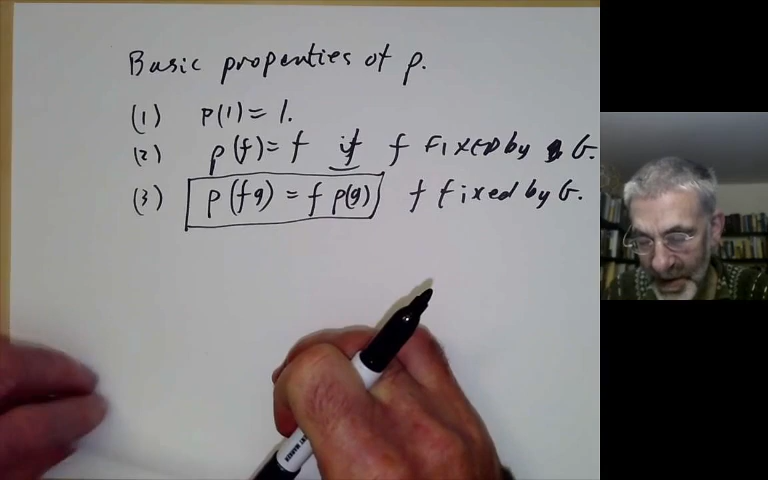 Basic properties of ρ.
(1) ρ(1) = 1.
(2) ρ(f) = f if f FIXED by G.
(3) ρ(fg) = f ρ(g) f fixed by G.